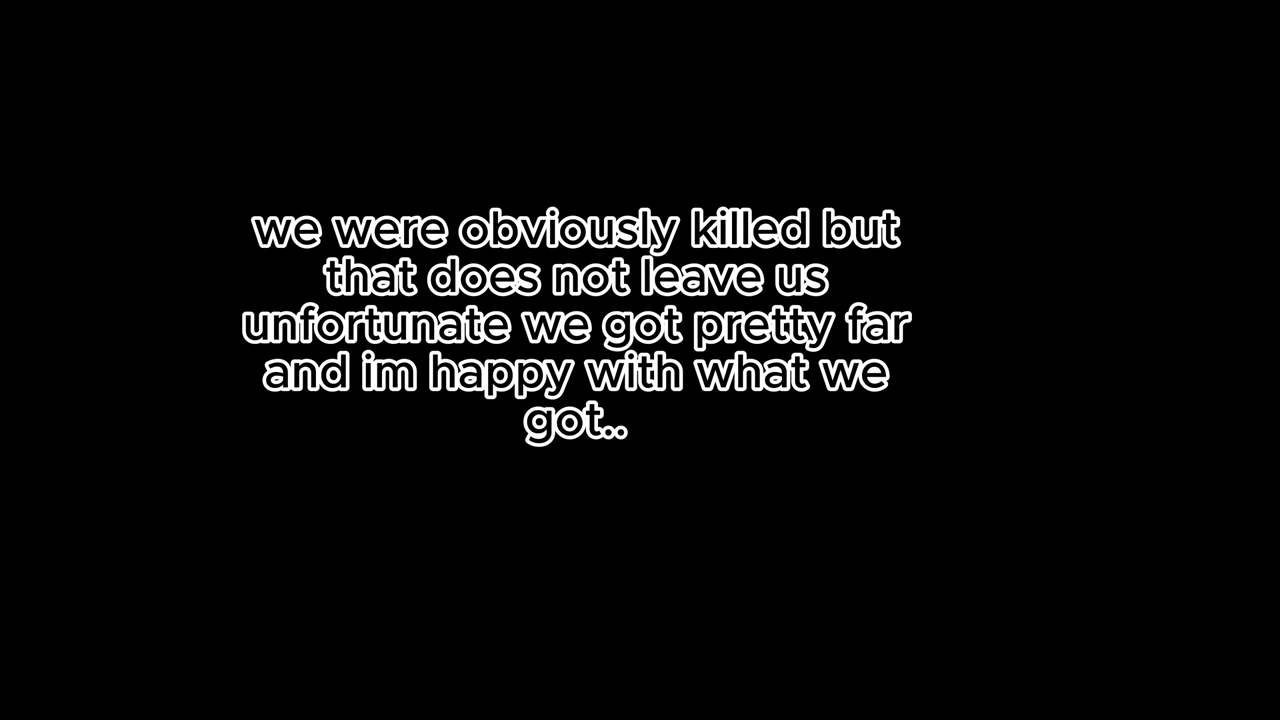 we were obviously killed but
that does not leave us
unfortunate we got pretty far
and im happy with what we
got..